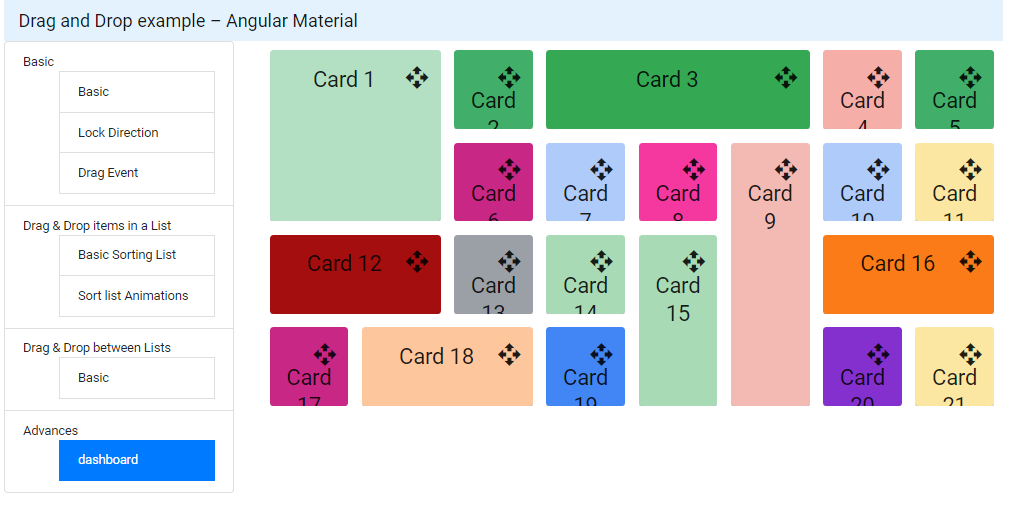 Drag and Drop example – Angular Material
Basic
Basic
Lock Direction
Drag Event
Drag & Drop items in a List
Basic Sorting List
Sort list Animations
Drag & Drop between Lists
Basic
Advances
dashboard
Card 1
Card
2
Card 3
Card
4
Card
5
Card
6
Card
7
Card
8
Card
9
Card
10
Card
11
Card 12
Card
13
Card
14
Card
15
Card 16
Card
17
Card 18
Card
19
Card
20
Card
21